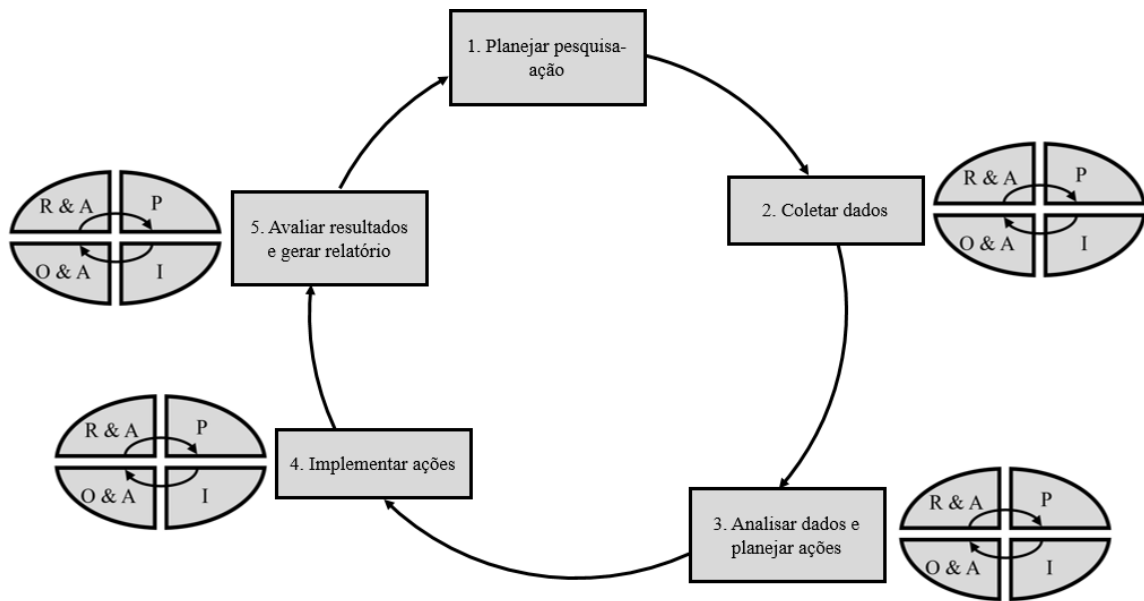 1. Planejar pesquisa-
ação
R & A
P
O & A
I
5. Avaliar resultados
e gerar relatório
2. Coletar dados
R & A
P
O & A
I
R & A
P
O & A
I
4. Implementar ações
3. Analisar dados e
planejar ações
R & A
P
O & A
I